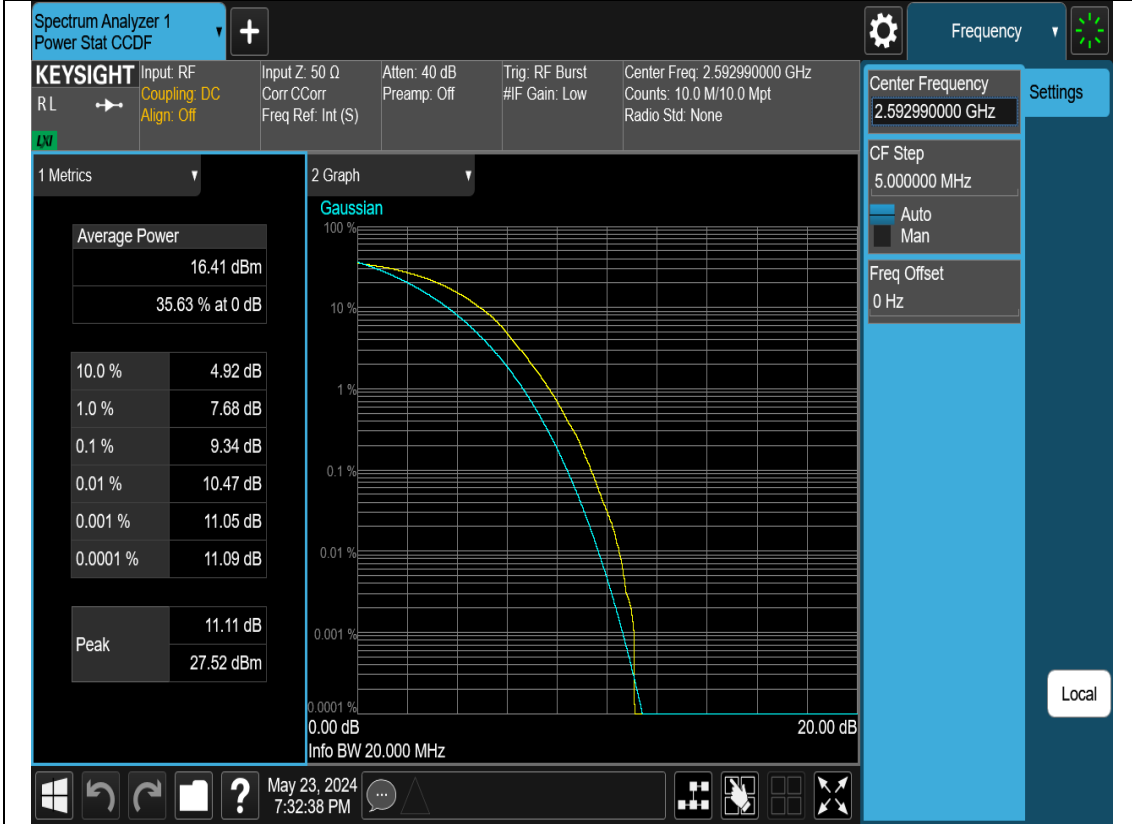 Spectrum Analyzer 1
Power Stat CCDF
Frequency
KEYSIGHT
RL
LXI
Input: RF
Coupling: DC
Align: Off
Input Z: 50 Ω
Corr CCorr
Freq Ref: Int (S)
Atten: 40 dB
Preamp: Off
Trig: RF Burst
#IF Gain: Low
Center Freq: 2.592990000 GHz
Counts: 10.0 M/10.0 Mpt
Radio Std: None
Center Frequency
2.592990000 GHz
Settings
CF Step
5.000000 MHz
Auto
Man
Freq Offset
0 Hz
Local
1 Metrics
Average Power
16.41 dBm
35.63 % at 0 dB
10.0 % 4.92 dB
1.0 % 7.68 dB
0.1 % 9.34 dB
0.01 % 10.47 dB
0.001 % 11.05 dB
0.0001 % 11.09 dB
Peak 11.11 dB
27.52 dBm
2 Graph
Gaussian
100 %
10 %
1 %
0.1 %
0.01 %
0.001 %
0.0001 %
0.00 dB 20.00 dB
Info BW 20.000 MHz
?
May 23, 2024
7:32:38 PM